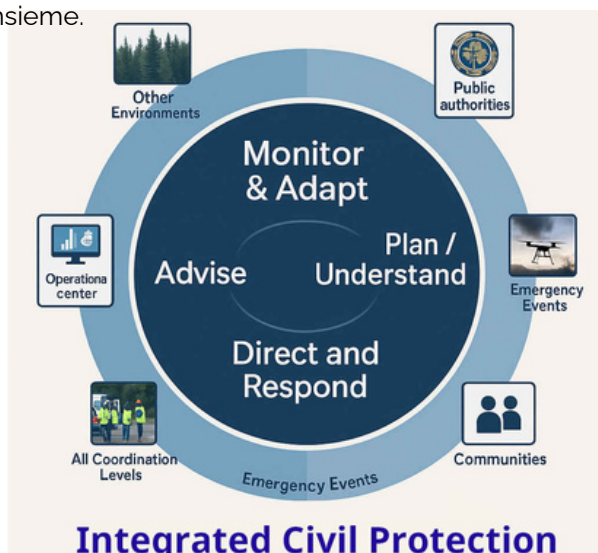 nsieme.
Other
Environments
Public
authorities
Monitor
& Adapt
Advise
Plan /
Understand
Operationa
center
Emergency
Events
Direct and
Respond
All Coordination
Levels
Communities
Emergency Events
Integrated Civil Protection